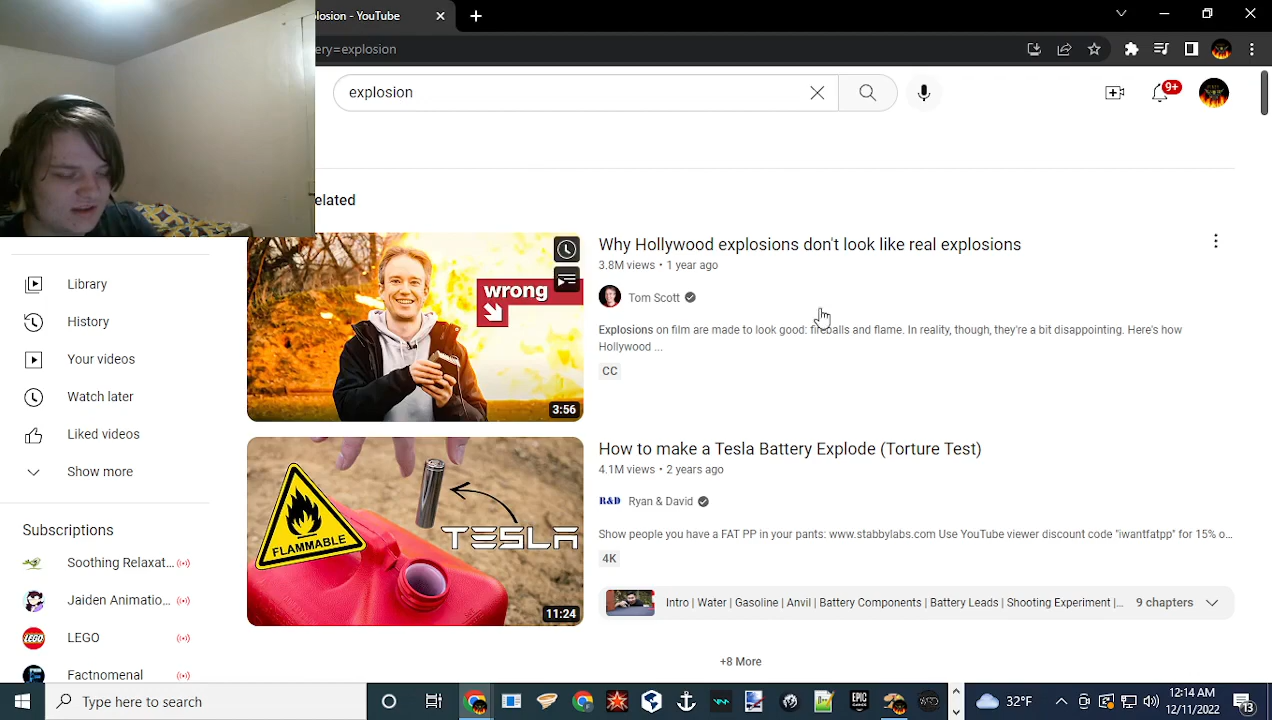 plosion - YouTube
ery=explosion
explosion
9+
elated
wrong
3:56
Why Hollywood explosions don't look like real explosions
3.8M views • 1 year ago
Tom Scott
Explosions on film are made to look good: fireballs and flame. In reality, though, they're a bit disappointing. Here's how
Hollywood ...
CC
FLAMMABLE
TESLA
11:24
How to make a Tesla Battery Explode (Torture Test)
4.1M views • 2 years ago
R&D Ryan & David
Show people you have a FAT PP in your pants: www.stabbylabs.com Use YouTube viewer discount code "iwantfatpp" for 15% o...
4K
Intro | Water | Gasoline | Anvil | Battery Components | Battery Leads | Shooting Experiment |... 9 chapters
+8 More
Library
History
Your videos
Watch later
Liked videos
Show more
Subscriptions
Soothing Relaxat...
Jaiden Animatio...
LEGO LEGO
Factnomenal
Type here to search
EPIC GAMES
32°F
12:14 AM
12/11/2022
13